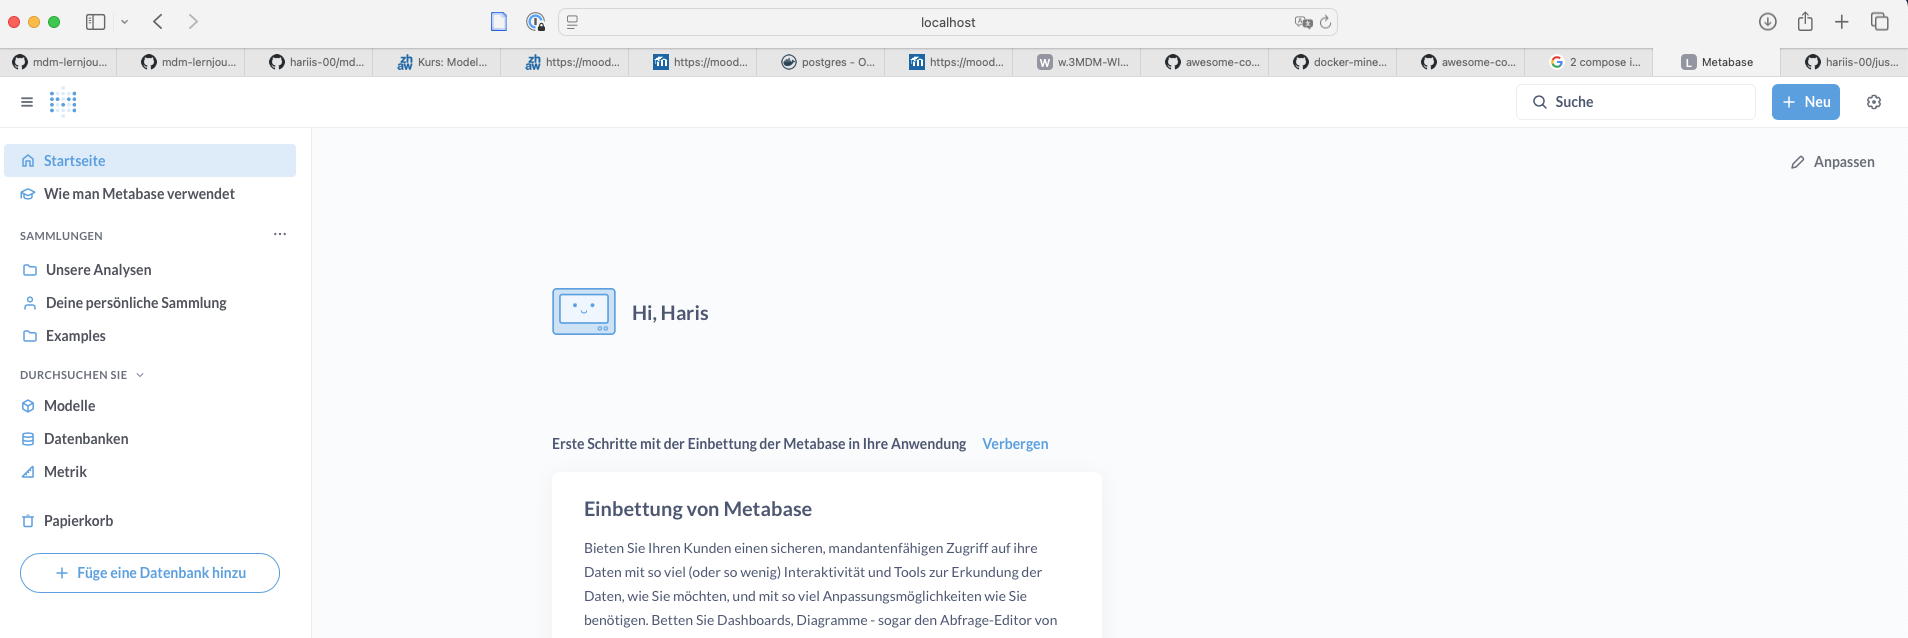 localhost
mdm-lernjou...
mdm-lernjou...
hariis-00/md...
Kurs: Model...
https://mood...
https://mood...
postgres - O...
https://mood...
w.3MDM-WI...
awesome-co...
docker-mine...
awesome-co...
2 compose i...
Metabase
hariis-00/jus...
Suche
+ Neu
Startseite
Anpassen
Wie man Metabase verwendet
SAMMLUNGEN
Unsere Analysen
Deine persönliche Sammlung
Examples
DURCHSUCHEN SIE
Modelle
Datenbanken
Metrik
Papierkorb
+ Füge eine Datenbank hinzu
Hi, Haris
Erste Schritte mit der Einbettung der Metabase in Ihre Anwendung Verbergen
Einbettung von Metabase
Bieten Sie Ihren Kunden einen sicheren, mandantenfähigen Zugriff auf ihre
Daten mit so viel (oder so wenig) Interaktivität und Tools zur Erkundung der
Daten, wie Sie möchten, und mit so viel Anpassungsmöglichkeiten wie Sie
benötigen. Betten Sie Dashboards, Diagramme - sogar den Abfrage-Editor von